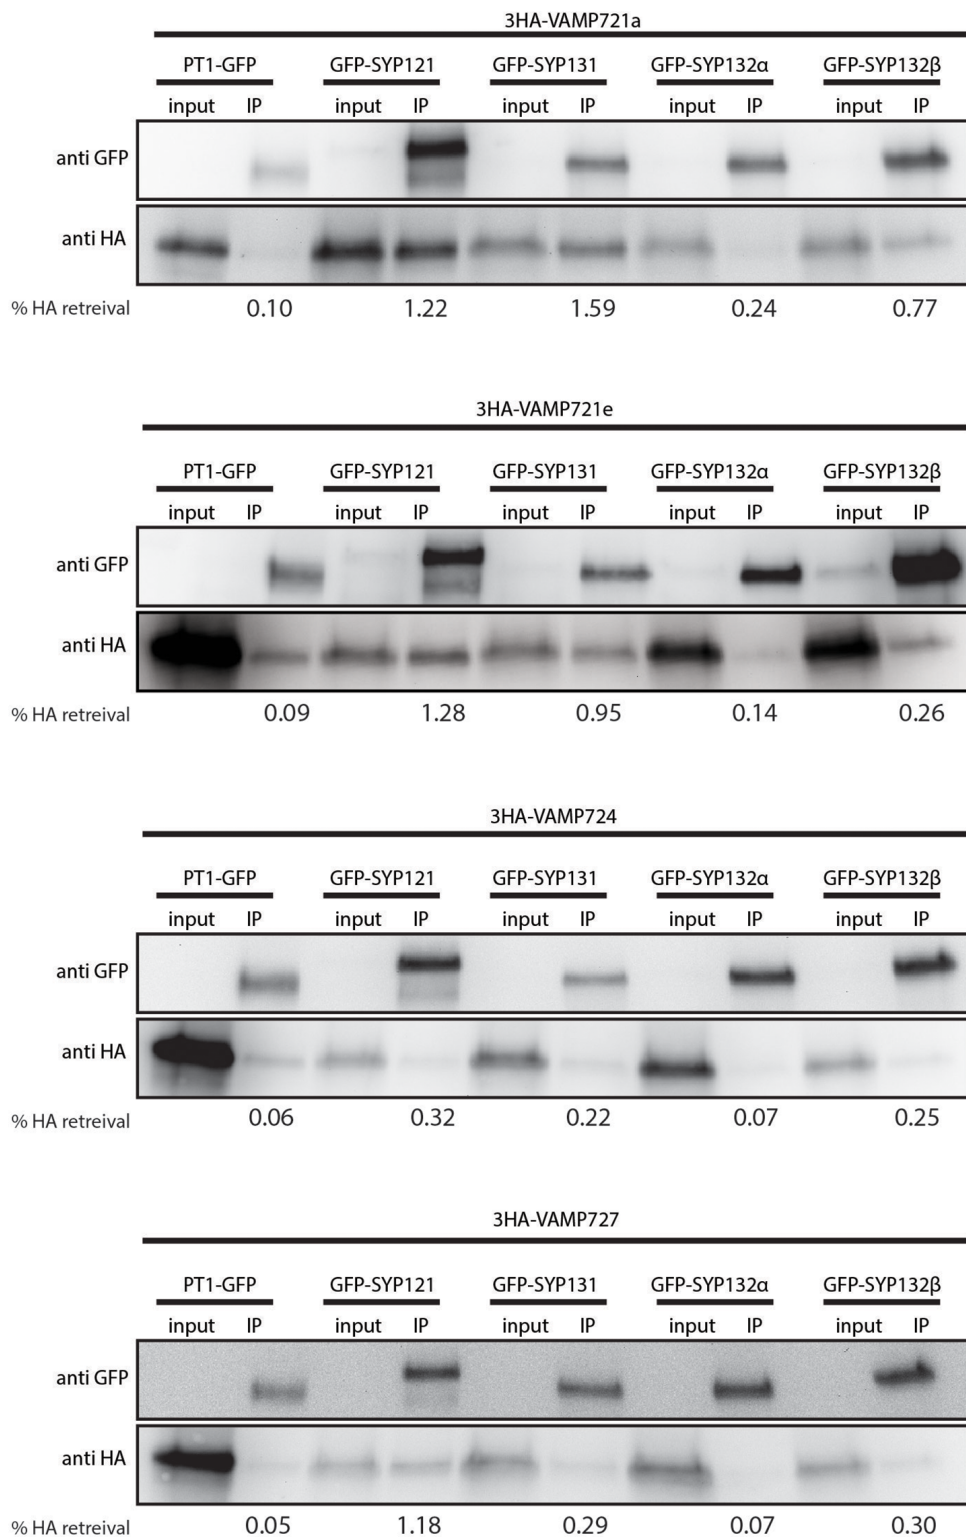 3HA-VAMP721a
PT1-GFP GFP-SYP121 GFP-SYP131 GFP-SYP132α GFP-SYP132β
input IP input IP input IP input IP input IP
anti GFP
anti HA
% HA retreival 0.10 1.22 1.59 0.24 0.77
3HA-VAMP721e
PT1-GFP GFP-SYP121 GFP-SYP131 GFP-SYP132α GFP-SYP132β
input IP input IP input IP input IP input IP
anti GFP
anti HA
% HA retreival 0.09 1.28 0.95 0.14 0.26
3HA-VAMP724
PT1-GFP GFP-SYP121 GFP-SYP131 GFP-SYP132α GFP-SYP132β
input IP input IP input IP input IP input IP
anti GFP
anti HA
% HA retreival 0.06 0.32 0.22 0.07 0.25
3HA-VAMP727
PT1-GFP GFP-SYP121 GFP-SYP131 GFP-SYP132α GFP-SYP132β
input IP input IP input IP input IP input IP
anti GFP
anti HA
% HA retreival 0.05 1.18 0.29 0.07 0.30